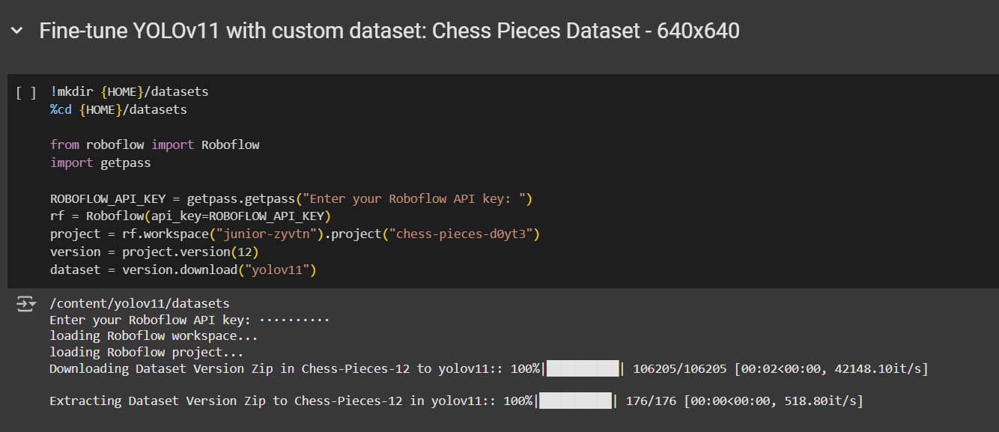 Fine-tune YOLOv11 with custom dataset: Chess Pieces Dataset - 640x640
[ ] !mkdir {HOME}/datasets
%cd {HOME}/datasets
from roboflow import Roboflow
import getpass
ROBOFLOW_API_KEY = getpass.getpass("Enter your Roboflow API key: ")
rf = Roboflow(api_key=ROBOFLOW_API_KEY)
project = rf.workspace("junior-zyvtn").project("chess-pieces-d0yt3")
version = project.version(12)
dataset = version.download("yolov11")
/content/yolov11/datasets
Enter your Roboflow API key: ··········
loading Roboflow workspace...
loading Roboflow project...
Downloading Dataset Version Zip in Chess-Pieces-12 to yolov11:: 100%|██████████| 106205/106205 [00:02<00:00, 42148.10it/s]
Extracting Dataset Version Zip to Chess-Pieces-12 in yolov11:: 100%|██████████| 176/176 [00:00<00:00, 518.80it/s]